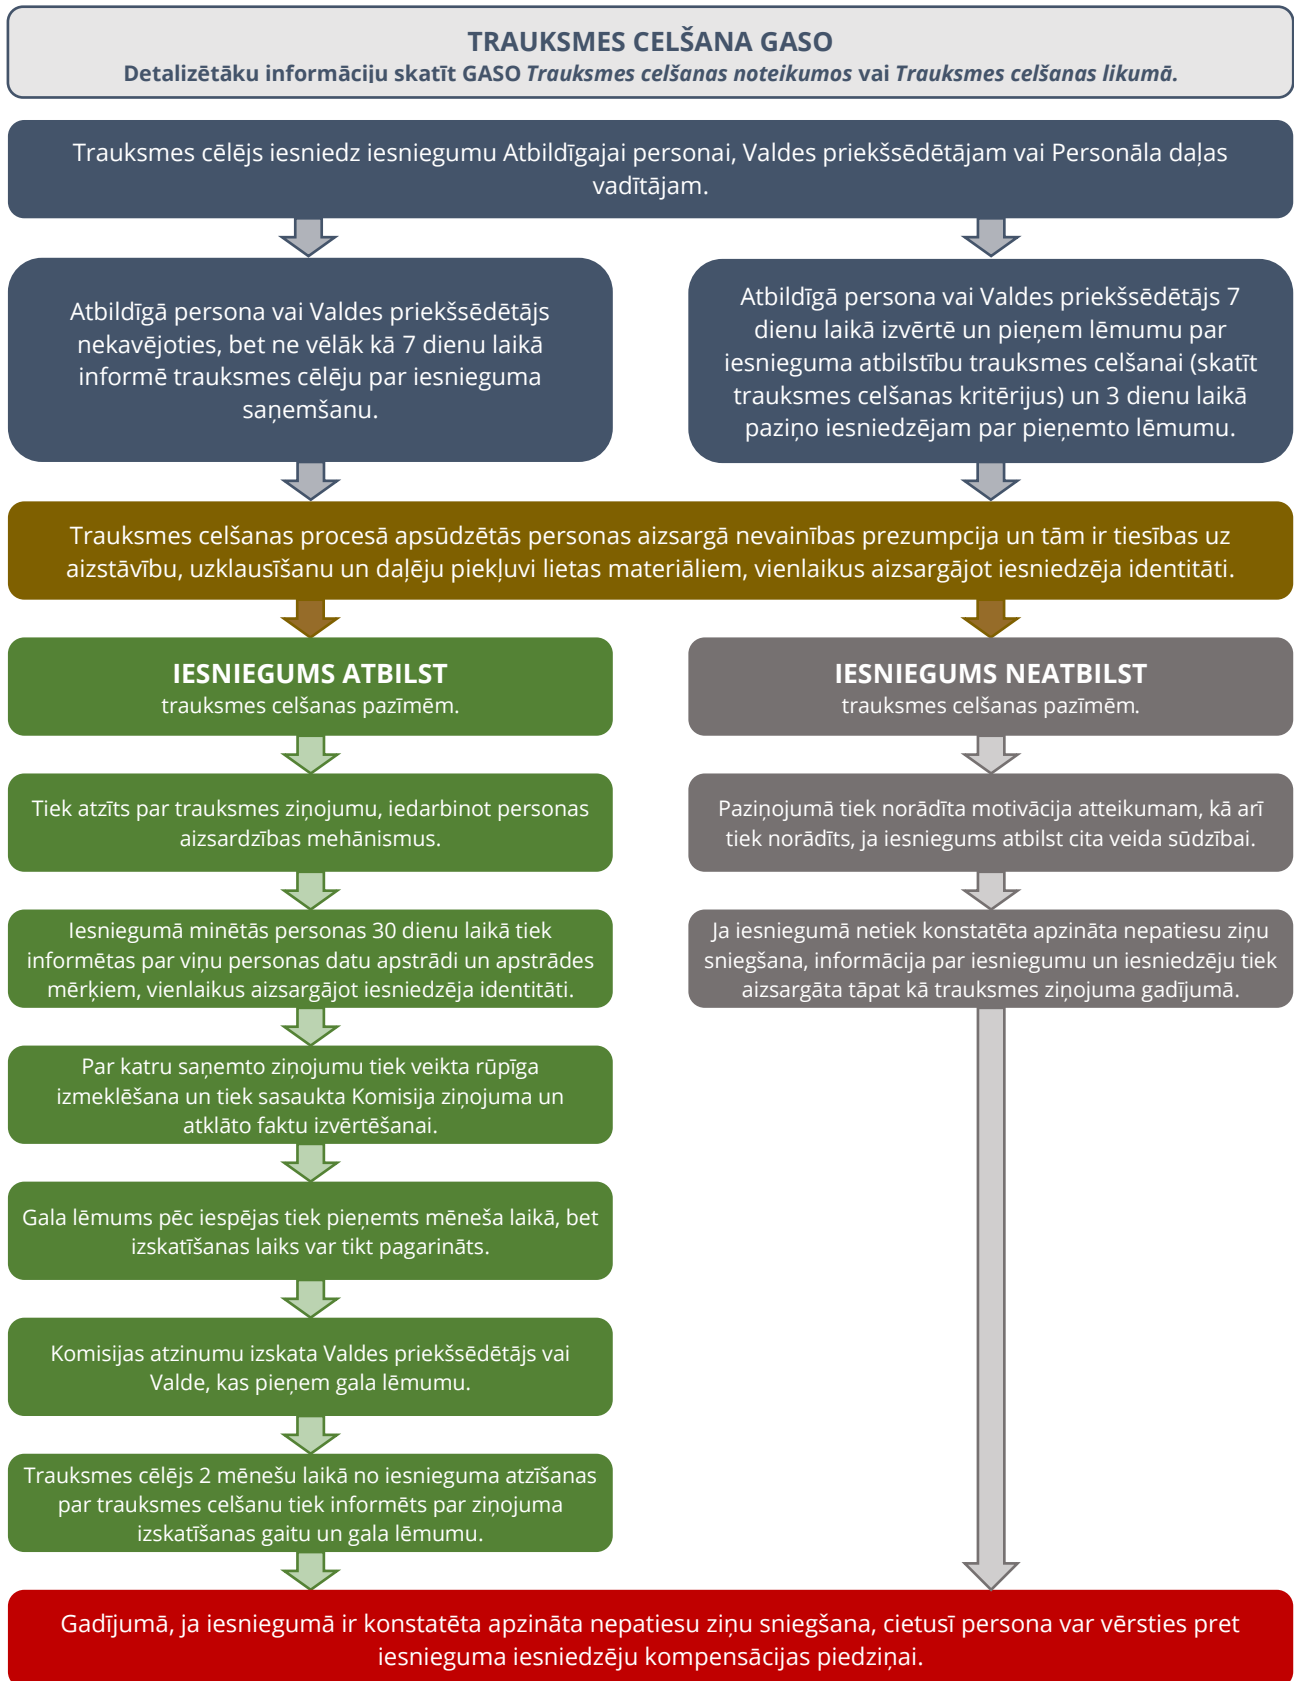 TRAUKSMES CELŠANA GASO
Detalizētāku informāciju skatīt GASO Trauksmes celšanas noteikumos vai Trauksmes celšanas likumā.
Trauksmes cēlējs iesniedz iesniegumu Atbildīgajai personai, Valdes priekšsēdētājam vai Personāla daļas
vadītājam.
Atbildīgā persona vai Valdes priekšsēdētājs
nekavējoties, bet ne vēlāk kā 7 dienu laikā
informē trauksmes cēlēju par iesnieguma
saņemšanu.
Atbildīgā persona vai Valdes priekšsēdētājs 7
dienu laikā izvērtē un pieņem lēmumu par
iesnieguma atbilstību trauksmes celšanai (skatīt
trauksmes celšanas kritērijus) un 3 dienu laikā
paziņo iesniedzējam par pieņemto lēmumu.
Trauksmes celšanas procesā apsūdzētās personas aizsargā nevainības prezumpcija un tām ir tiesības uz
aizstāvību, uzklausīšanu un daļēju piekļuvi lietas materiāliem, vienlaikus aizsargājot iesniedzēja identitāti.
IESNIEGUMS ATBILST
trauksmes celšanas pazīmēm.
Tiek atzīts par trauksmes ziņojumu, iedarbinot personas
aizsardzības mehānismus.
Iesniegumā minētās personas 30 dienu laikā tiek
informētas par viņu personas datu apstrādi un apstrādes
mērķiem, vienlaikus aizsargājot iesniedzēja identitāti.
Par katru saņemto ziņojumu tiek veikta rūpīga
izmeklēšana un tiek sasaukta Komisija ziņojuma un
atklāto faktu izvērtēšanai.
Gala lēmums pēc iespējas tiek pieņemts mēneša laikā, bet
izskatīšanas laiks var tikt pagarināts.
Komisijas atzinumu izskata Valdes priekšsēdētājs vai
Valde, kas pieņem gala lēmumu.
Trauksmes cēlējs 2 mēnešu laikā no iesnieguma atzīšanas
par trauksmes celšanu tiek informēts par ziņojuma
izskatīšanas gaitu un gala lēmumu.
IESNIEGUMS NEATBILST
trauksmes celšanas pazīmēm.
Paziņojumā tiek norādīta motivācija atteikumam, kā arī
tiek norādīts, ja iesniegums atbilst cita veida sūdzībai.
Ja iesniegumā netiek konstatēta apzināta nepatiesu ziņu
sniegšana, informācija par iesniegumu un iesniedzēju tiek
aizsargāta tāpat kā trauksmes ziņojuma gadījumā.
Gadījumā, ja iesniegumā ir konstatēta apzināta nepatiesu ziņu sniegšana, cietusī persona var vērsties pret
iesnieguma iesniedzēju kompensācijas piedziņai.